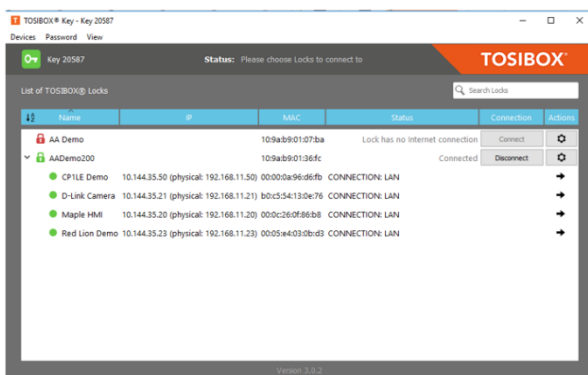 TOSIBOX® Key - Key 20587
Devices Password View
Key 20587 Status: Please choose Locks to connect to TOSIBOX®
List of TOSIBOX® Locks Search Locks
Name IP MAC Status Connection Actions
AA Demo 10:9a:b9:01:07:ba Lock has no Internet connection Connect
AADemo200 10:9a:b9:01:36:fc Connected Disconnect
CP1LE Demo 10.144.35.50 (physical: 192.168.11.50) 00:00:0a:96:d6:fb CONNECTION: LAN
D-Link Camera 10.144.35.21 (physical: 192.168.11.21) b0:c5:54:13:0e:76 CONNECTION: LAN
Maple HMI 10.144.35.20 (physical: 192.168.11.20) b0:0c:26:0f:86:b8 CONNECTION: LAN
Red Lion Demo 10.144.35.23 (physical: 192.168.11.23) 00:05:e4:03:0b:d3 CONNECTION: LAN
Version 3.0.2